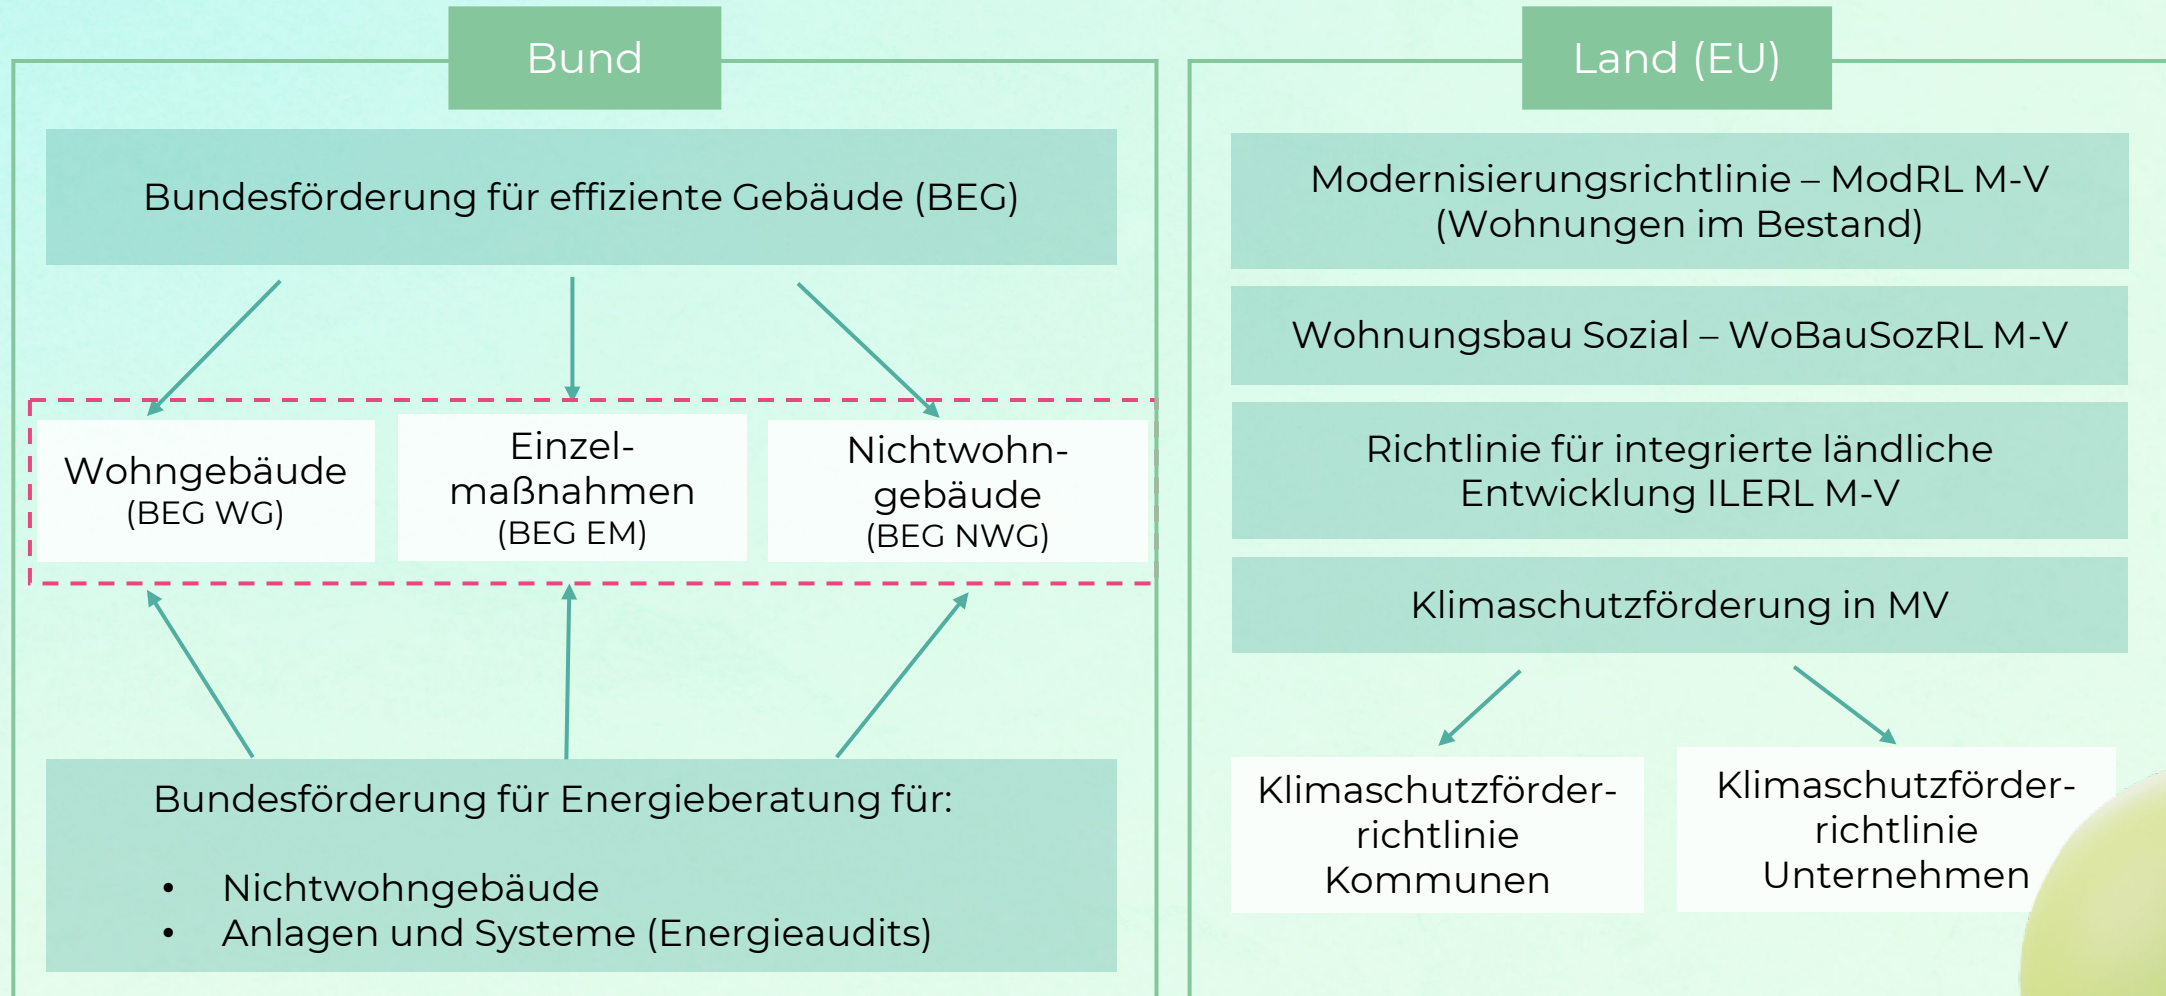 Bund
Bundesförderung für effiziente Gebäude (BEG)
Wohngebäude
(BEG WG)
Einzel-
maßnahmen
(BEG EM)
Nichtwohn-
gebäude
(BEG NWG)
Bundesförderung für Energieberatung für:
• Nichtwohngebäude
• Anlagen und Systeme (Energieaudits)
Land (EU)
Modernisierungsrichtlinie – ModRL M-V
(Wohnungen im Bestand)
Wohnungsbau Sozial – WoBauSozRL M-V
Richtlinie für integrierte ländliche
Entwicklung ILERL M-V
Klimaschutzförderung in MV
Klimaschutzförder-
richtlinie
Kommunen
Klimaschutzförder-
richtlinie
Unternehmen